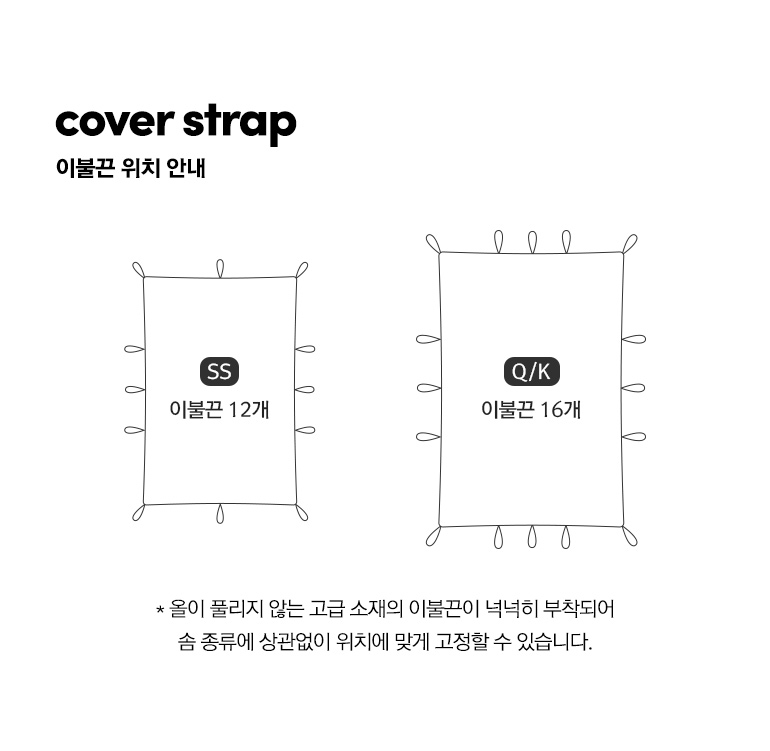 cover strap
이불끈 위치 안내
SS
이불끈 12개
Q/K
이불끈 16개
* 올이 풀리지 않는 고급 소재의 이불끈이 넉넉히 부착되어
솜 종류에 상관없이 위치에 맞게 고정할 수 있습니다.